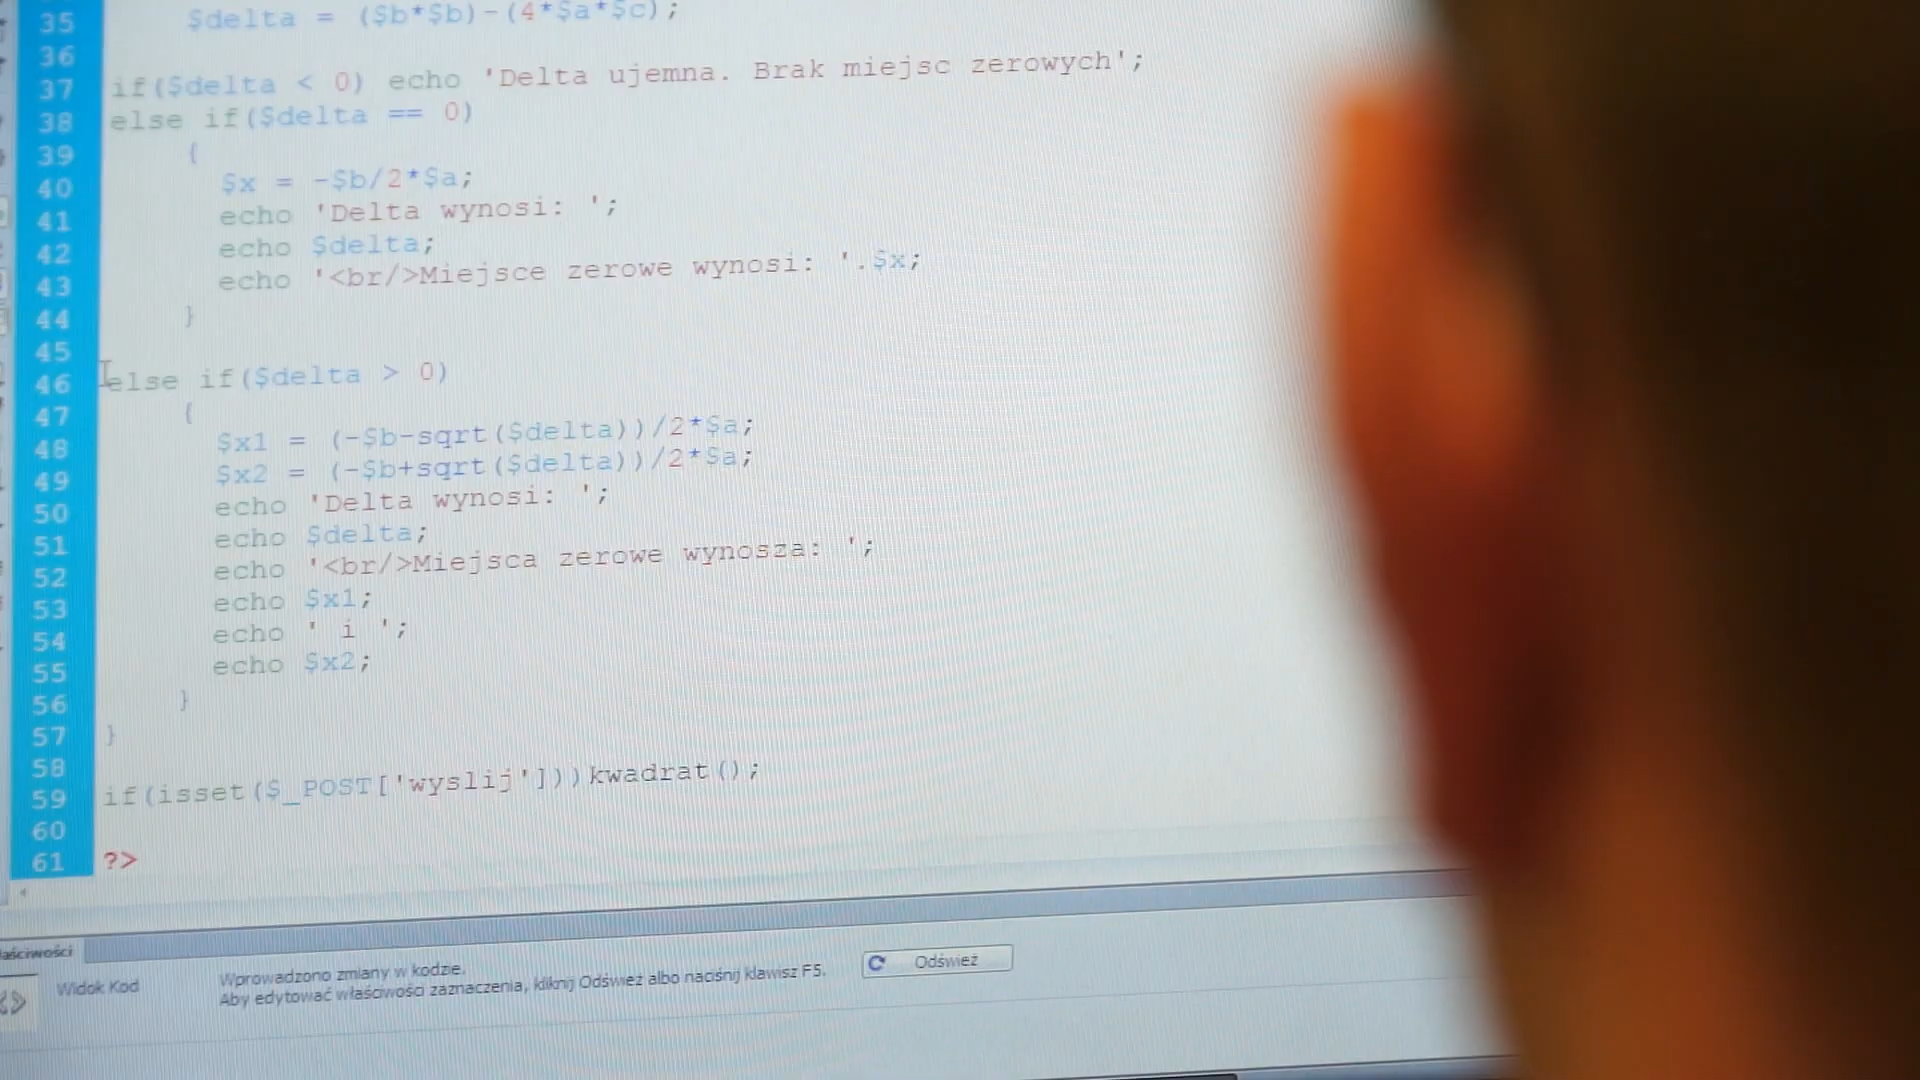 35 $delta = ($b*$b)-(4*$a*$c);
36
37 if($delta < 0) echo 'Delta ujemna. Brak miejsc zerowych';
38 else if($delta == 0)
39 {
40 $x = -$b/2*$a;
41 echo 'Delta wynosi: ';
42 echo $delta;
43 echo '<br/>Miejsce zerowe wynosi: '.$x;
44 }
45
46 else if($delta > 0)
47 {
48 $x1 = (-$b-sqrt($delta))/2*$a;
49 $x2 = (-$b+sqrt($delta))/2*$a;
50 echo 'Delta wynosi: ';
51 echo $delta;
52 echo '<br/>Miejsca zerowe wynosza: ';
53 echo $x1;
54 echo ' i ';
55 echo $x2;
56 }
57 }
58
59 if(isset($_POST['wyslij']))kwadrat();
60
61 ?>
aściwości
Widok Kod
Wprowadzono zmiany w kodzie.
Aby edytować właściwości zaznaczenia, kliknij Odśwież albo naciśnij klawisz F5.
Odśwież